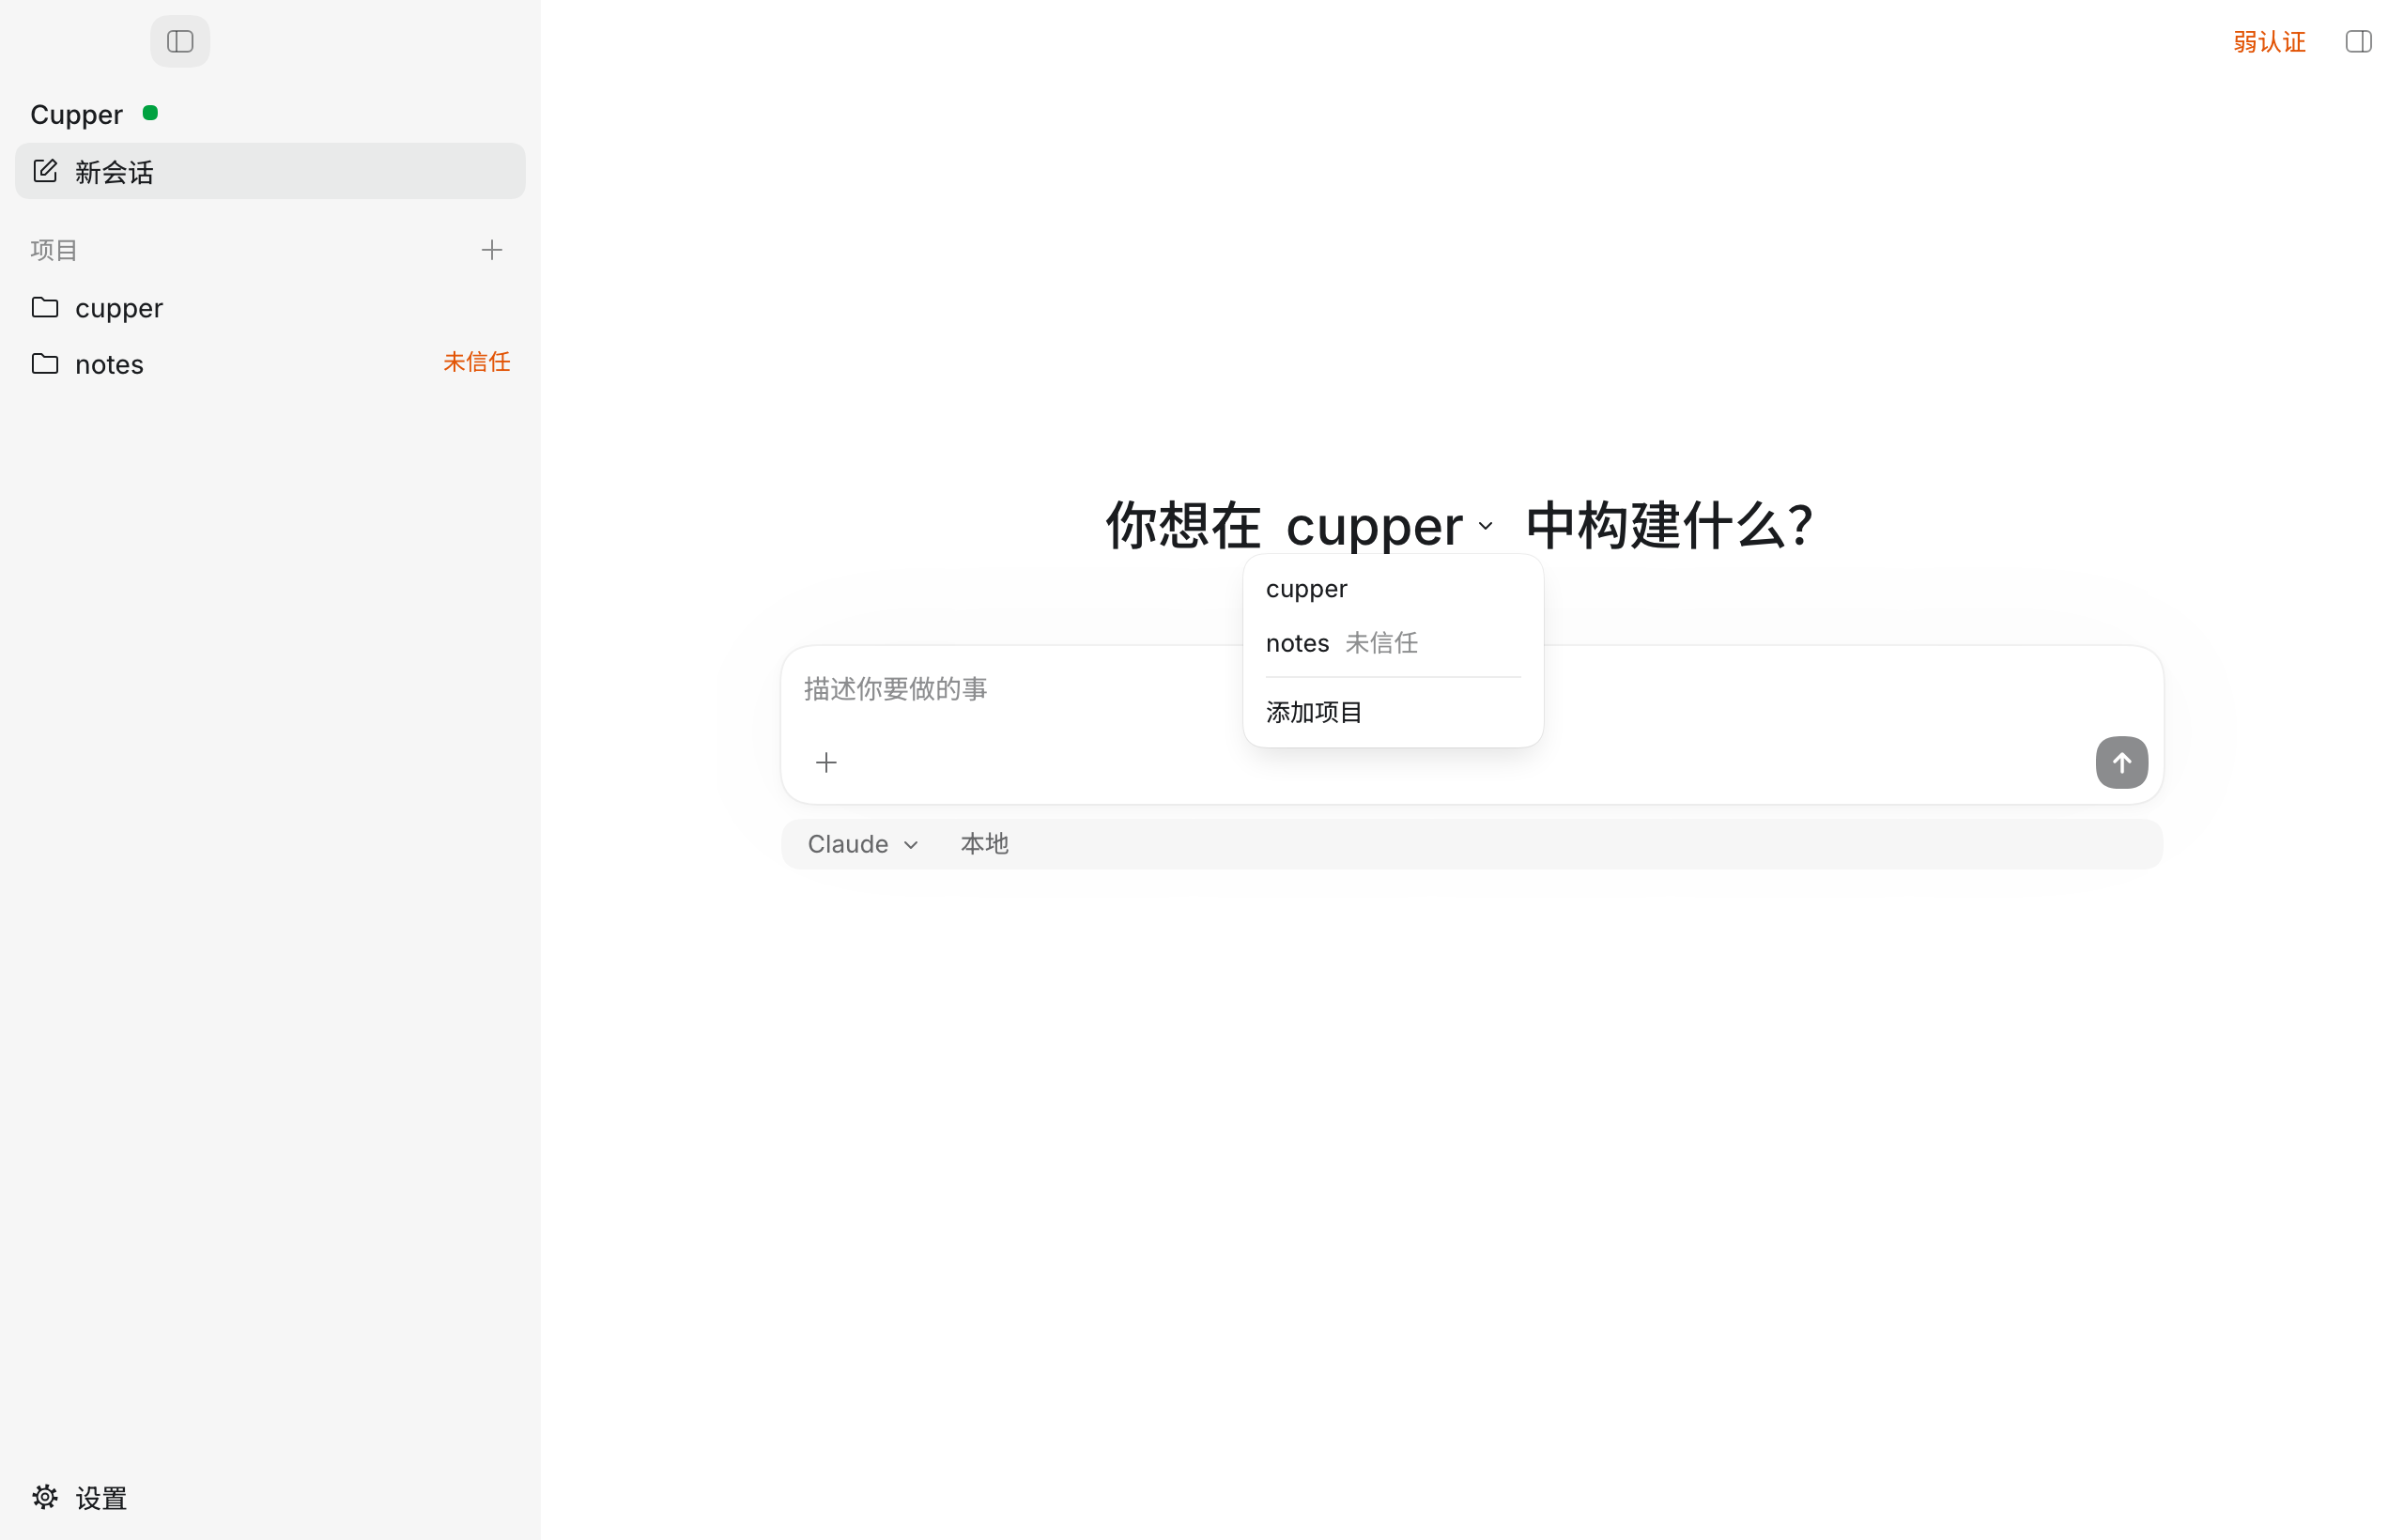 弱认证
Cupper
新会话
项目
cupper
notes 未信任
你想在 cupper 中构建什么?
cupper
notes 未信任
添加项目
描述你要做的事
Claude 本地
设置